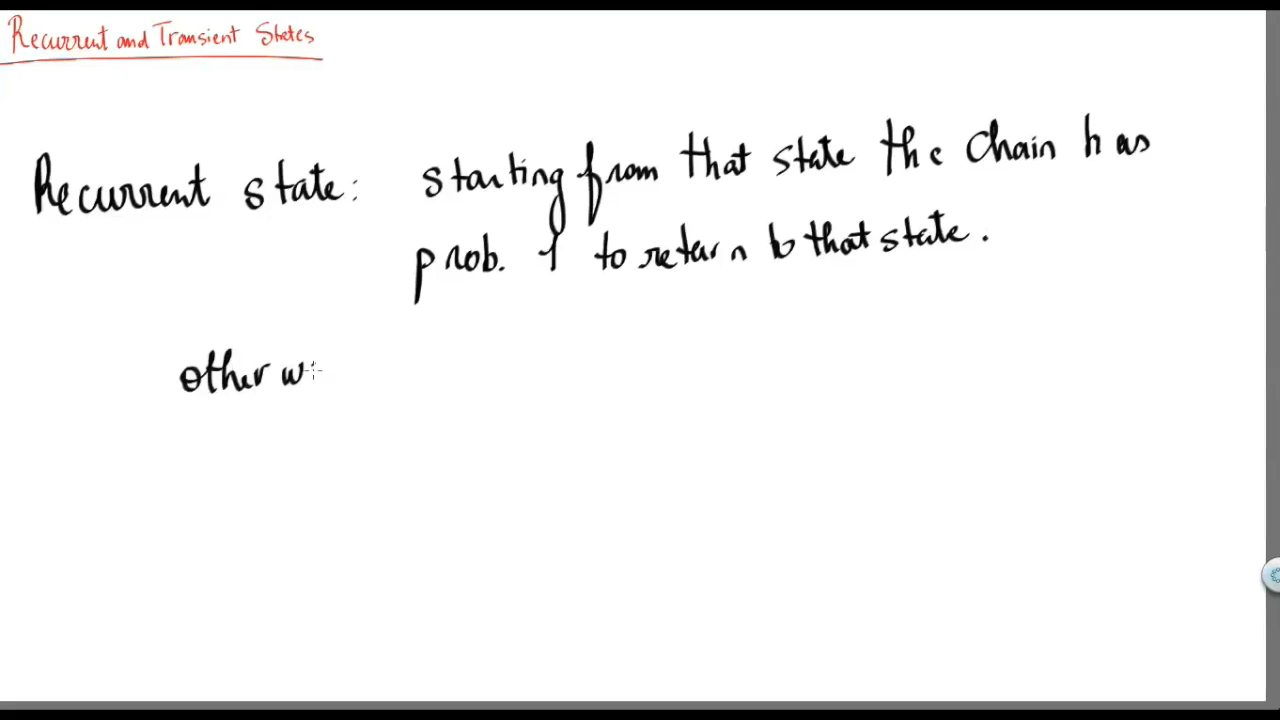 Recurrent and Transient States
Recurrent state: starting from that state the chain has
prob. 1 to return to that state.
other w